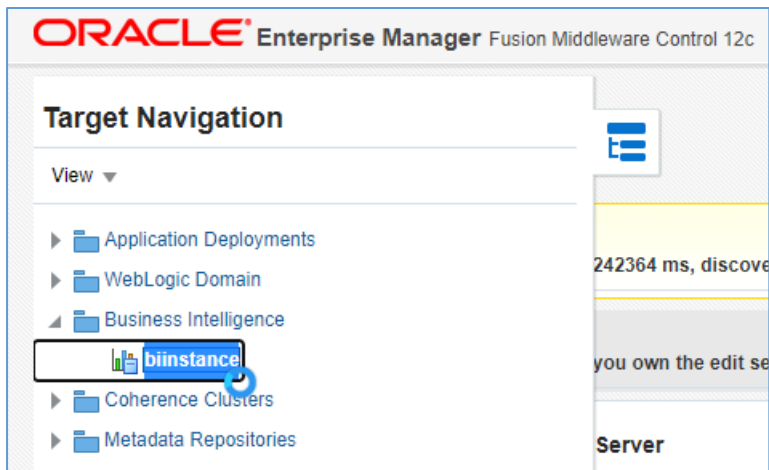 ORACLE Enterprise Manager Fusion Middleware Control 12c
Target Navigation
View
Application Deployments
WebLogic Domain
Business Intelligence
biinstance
Coherence Clusters
Metadata Repositories
242364 ms, discove
you own the edit se
Server